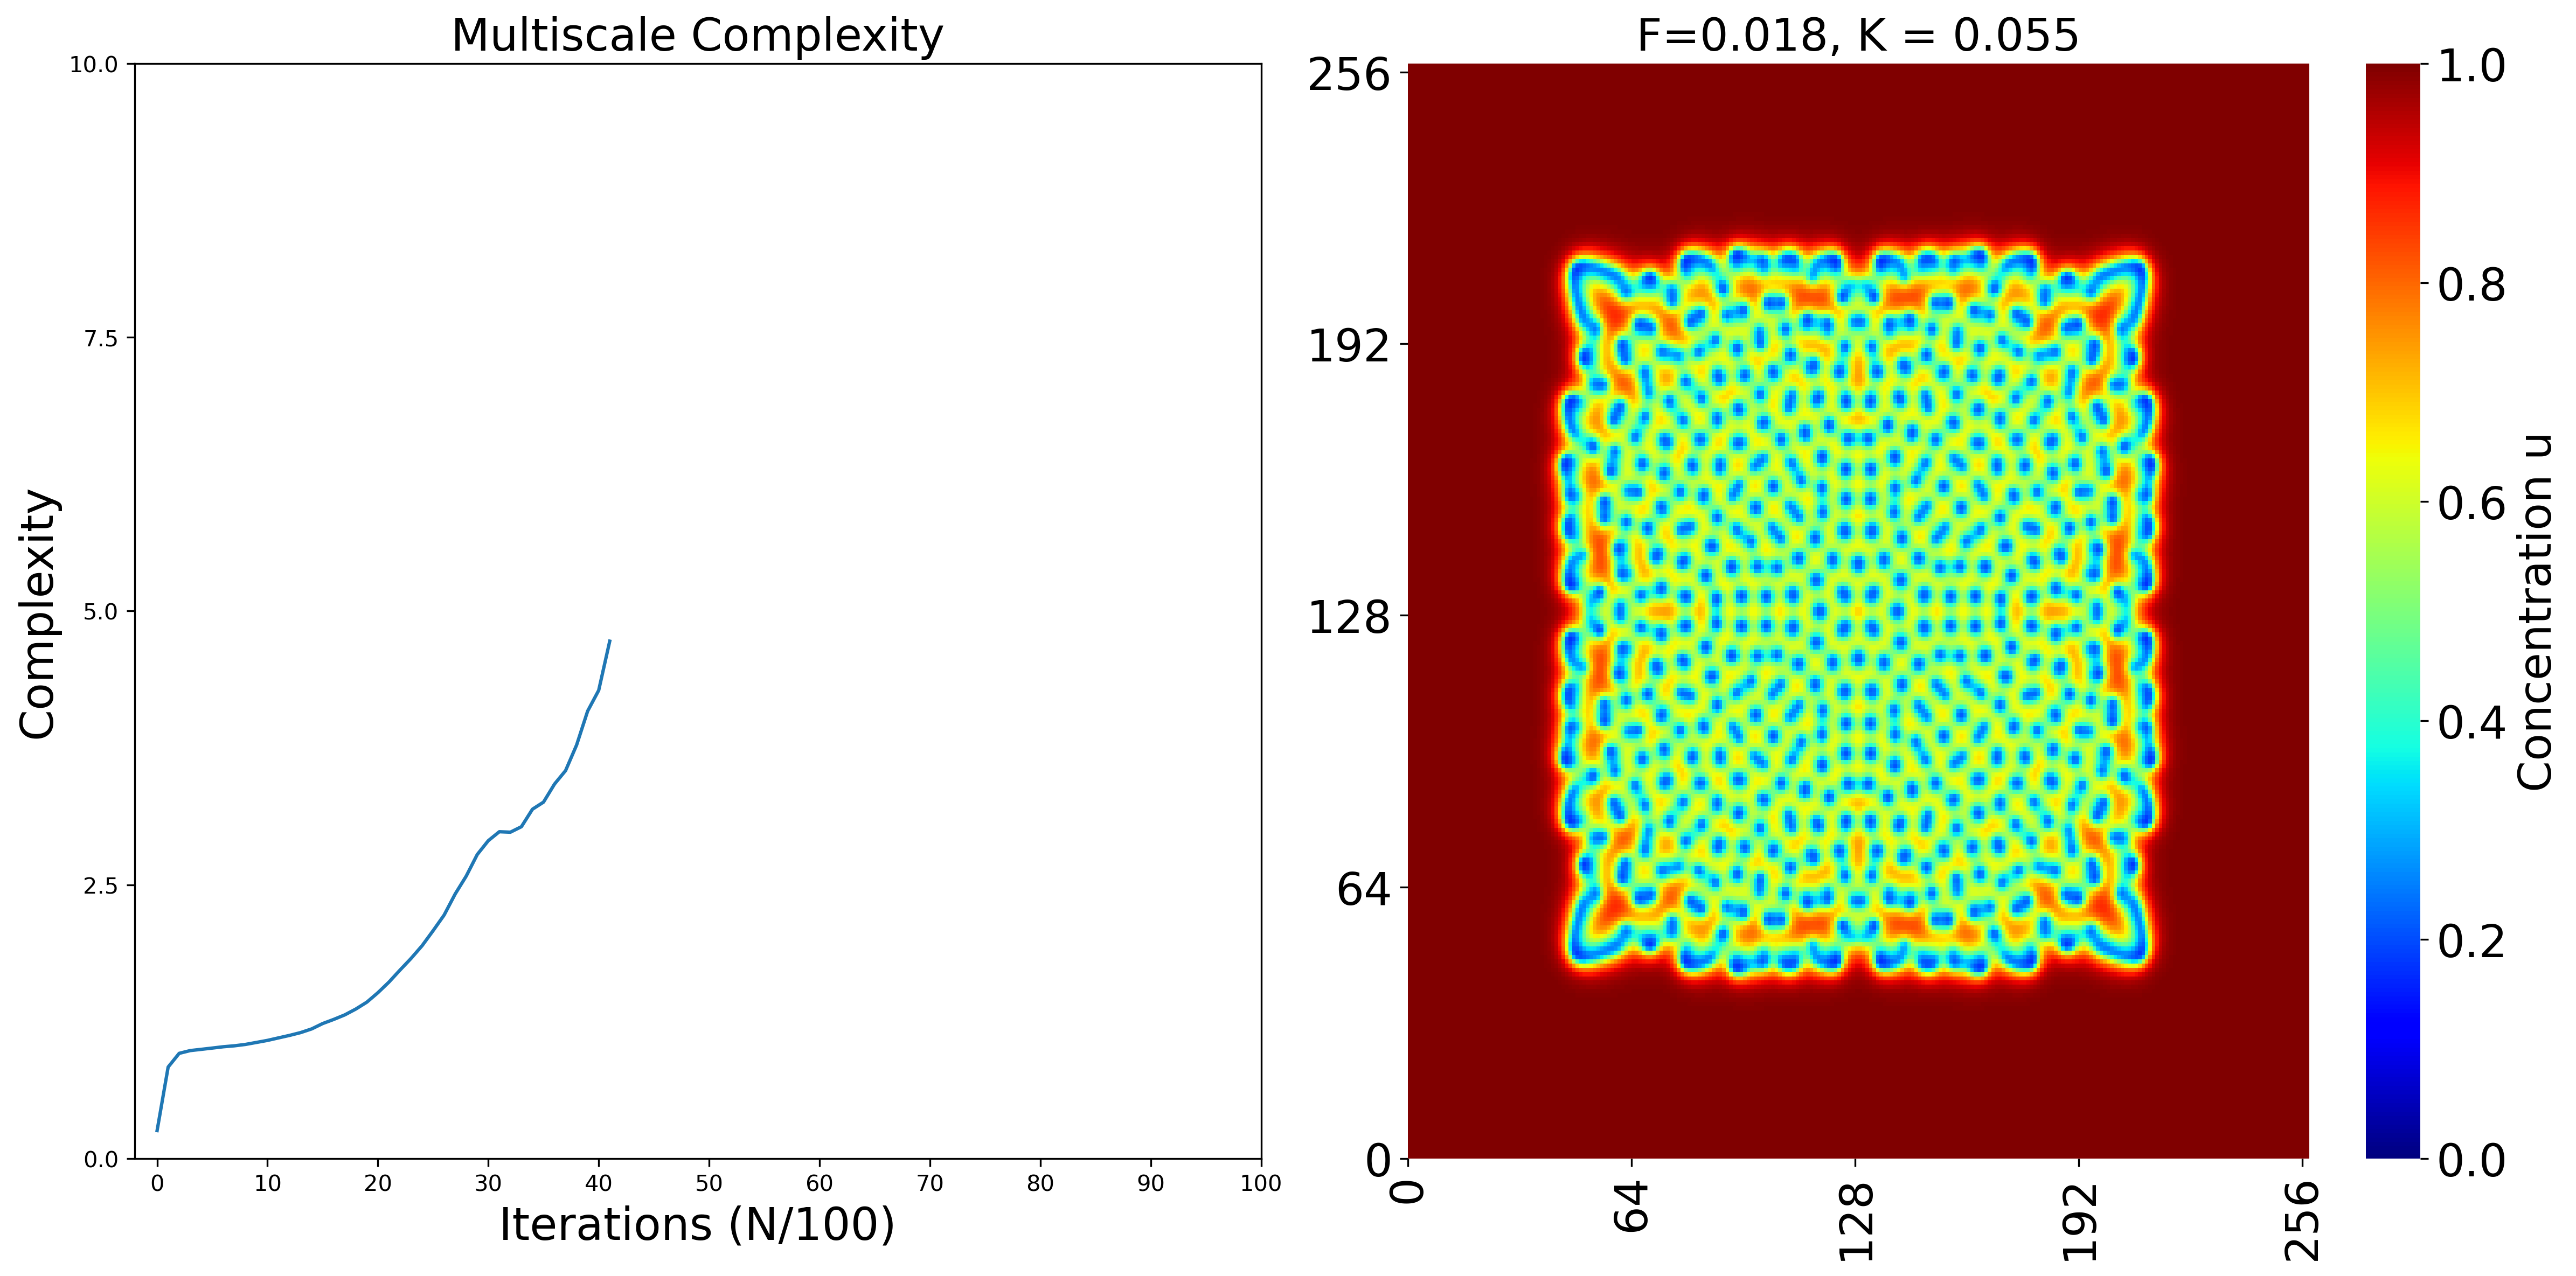 Multiscale Complexity
10.0
7.5
5.0
2.5
0.0
Complexity
0 10 20 30 40 50 60 70 80 90 100
Iterations (N/100)
F=0.018, K = 0.055
256
192
128
64
0
0 64 128 192 256
1.0
0.8
0.6
0.4
0.2
0.0
Concentration u